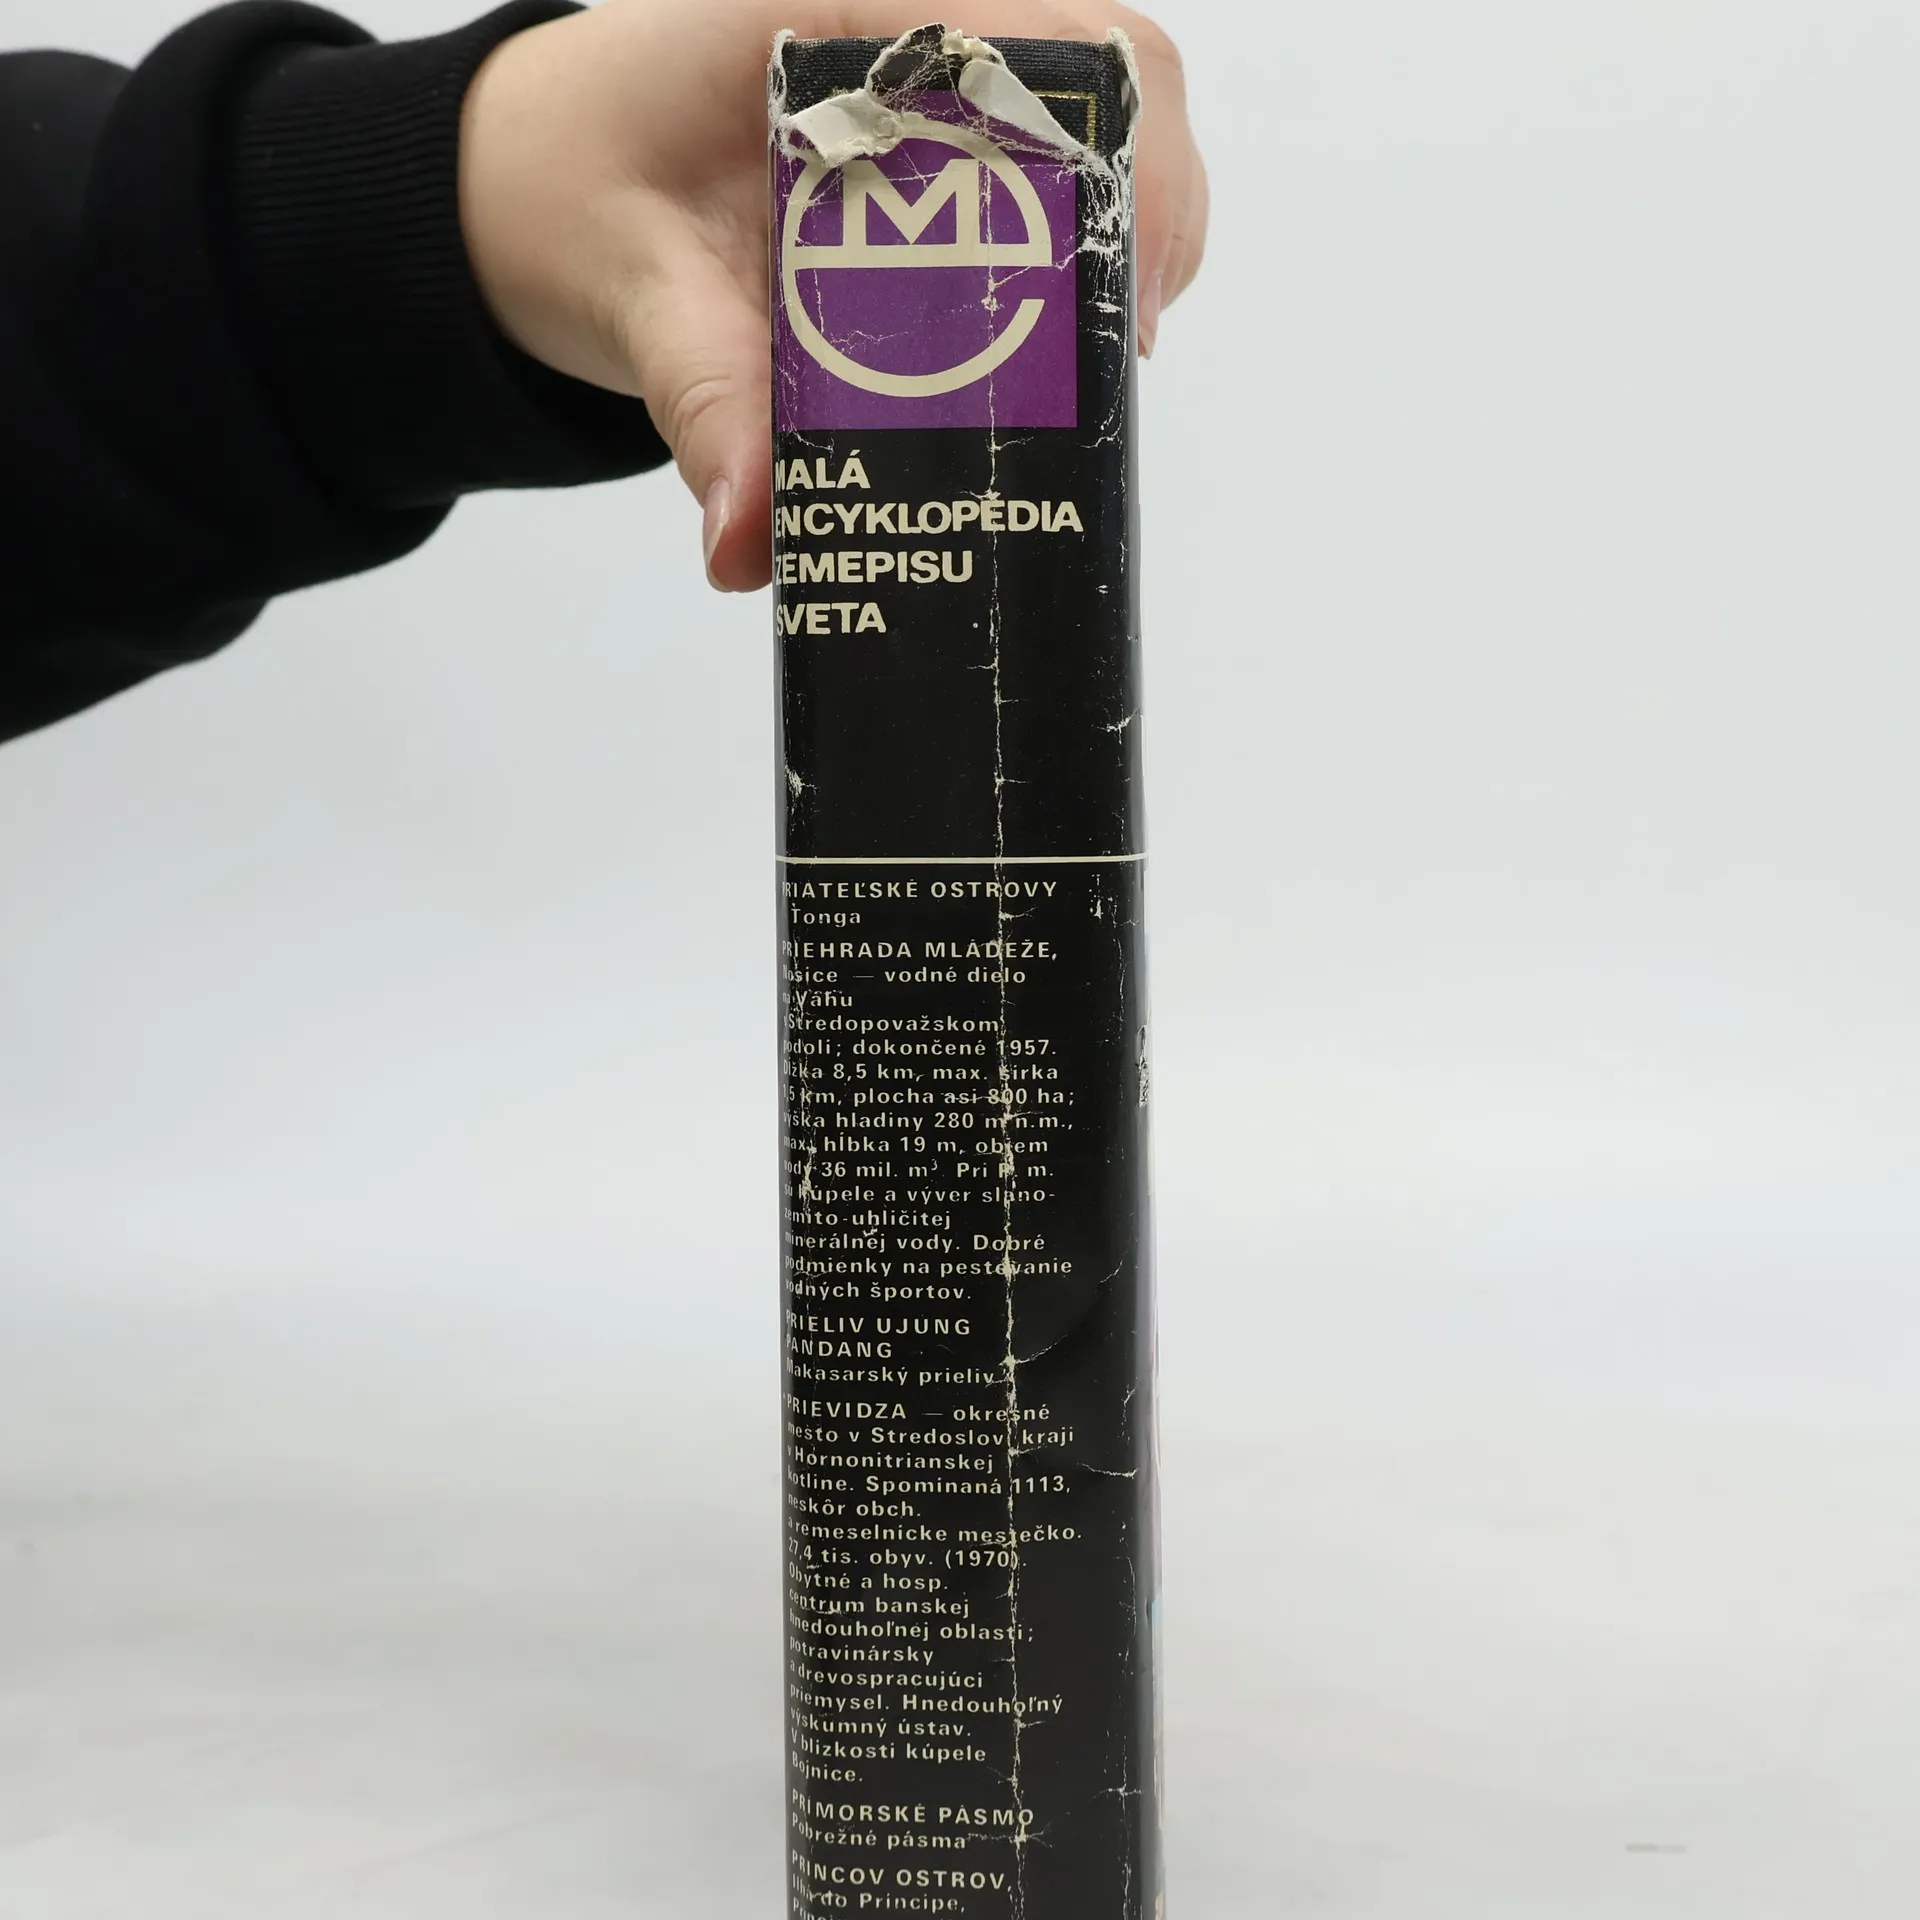 M
MALÁ
ENCYKLOPÉDIA
ZEMEPISU
SVETA
PRIATEĽSKÉ OSTROVY
Tonga
PRIEHRADA MLÁDEŽE,
Nosice — vodné dielo
na Váhu
v Stredopovažskom
podolí; dokončené 1957.
Dĺžka 8,5 km, max. šírka
1,5 km, plocha asi 800 ha;
výška hladiny 280 m n.m.,
max. hĺbka 19 m, objem
vody 36 mil. m³. Pri P. m.
sú kúpele a výver slano-
zemito-uhličitej
minerálnej vody. Dobré
podmienky na pestovanie
vodných športov.
PRIELIV UJUNG
PANDANG
Makasarský prieliv
PRIEVIDZA — okresné
mesto v Stredoslov. kraji
v Hornonitrianskej
kotline. Spomínaná 1113,
neskôr obch.
a remeselnícke mestečko.
27,4 tis. obyv. (1970).
Obytné a hosp.
centrum banskej
hnedouhoľnej oblasti;
potravinársky
a drevospracujúci
priemysel. Hnedouhoľný
výskumný ústav.
V blízkosti kúpele
Bojnice.
PRÍMORSKÉ PÁSMO
Pobrežné pásma
PRINCOV OSTROV,
Ilha do Príncipe,